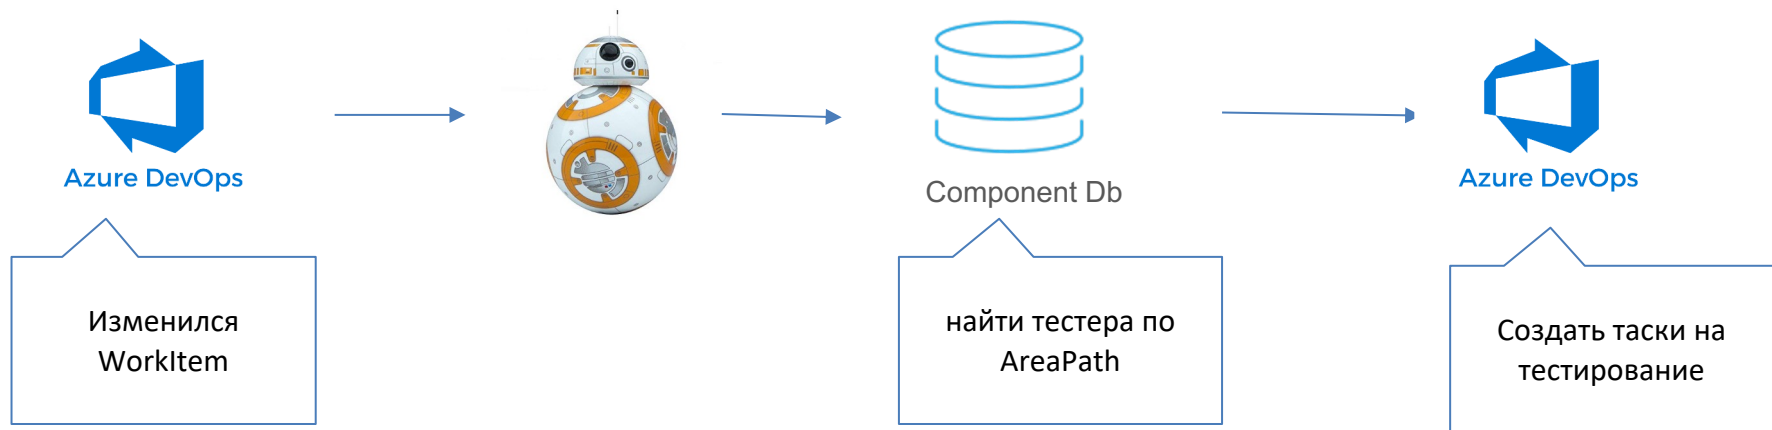 Azure DevOps
Component Db
Azure DevOps
Изменился
WorkItem
найти тестера по
AreaPath
Создать таски на
тестирование